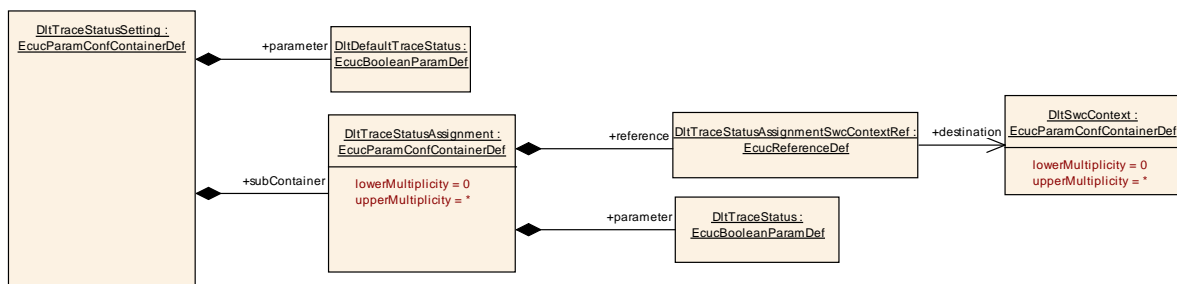 DltTraceStatusSetting :
EcucParamConfContainerDef
+parameter
DltDefaultTraceStatus :
EcucBooleanParamDef
+subContainer
DltTraceStatusAssignment :
EcucParamConfContainerDef
lowerMultiplicity = 0
upperMultiplicity = *
+reference
DltTraceStatusAssignmentSwcContextRef :
EcucReferenceDef
+destination
DltSwcContext :
EcucParamConfContainerDef
lowerMultiplicity = 0
upperMultiplicity = *
+parameter
DltTraceStatus :
EcucBooleanParamDef